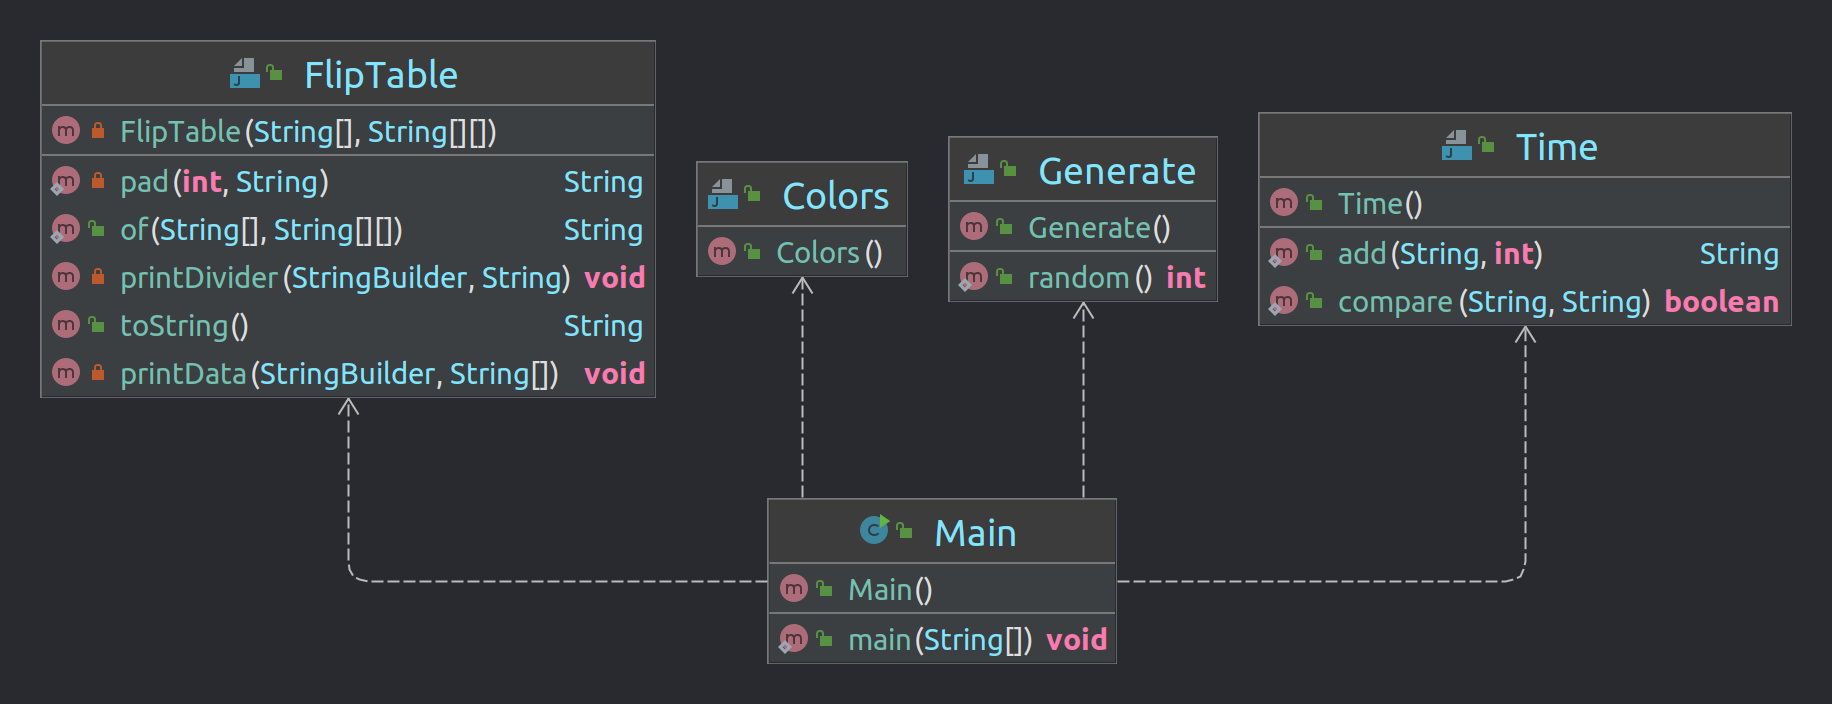 FlipTable
FlipTable(String[], String[][])
pad(int, String) String
of(String[], String[][]) String
printDivider(StringBuilder, String) void
toString() String
printData(StringBuilder, String[]) void
Colors
Colors()
Generate
Generate()
random() int
Time
Time()
add(String, int) String
compare(String, String) boolean
Main
Main()
main(String[]) void